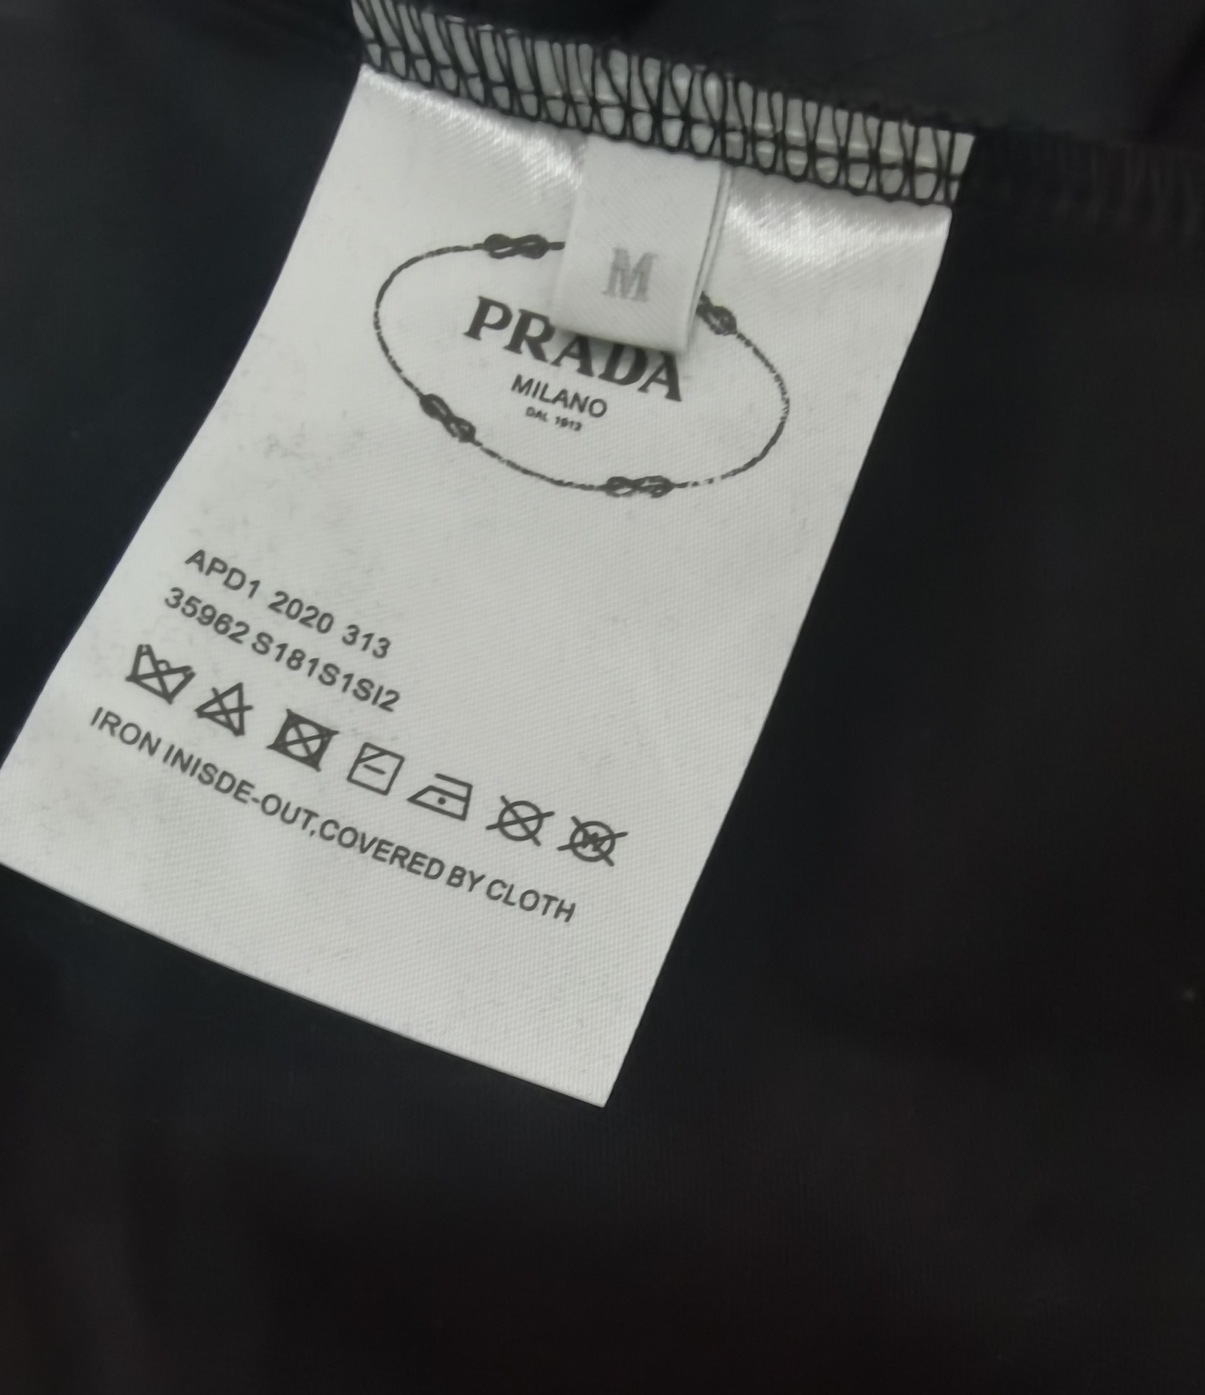 M
PRADA
MILANO
DAL 1913
APD1 2020 313
35962 S181S1SI2
W
IRON INISDE-OUT,COVERED BY CLOTH